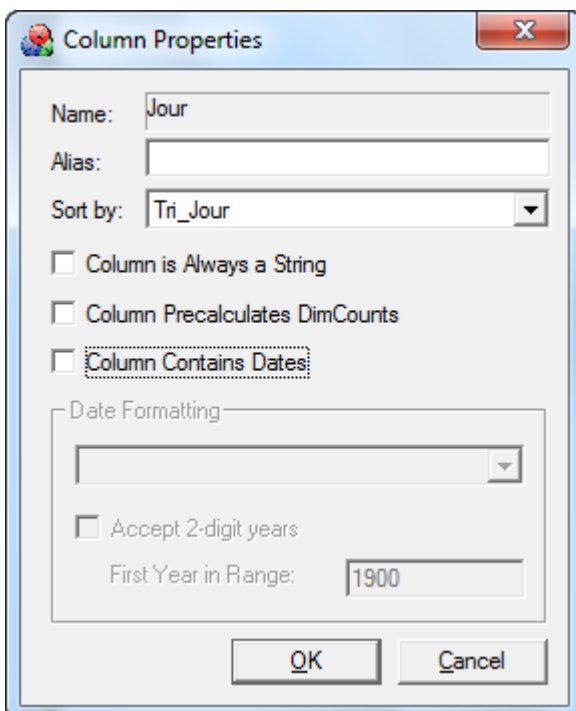 Column Properties
Name: Jour
Alias:
Sort by: Tri_Jour
Column is Always a String
Column Precalculates DimCounts
Column Contains Dates
Date Formatting
Accept 2-digit years
First Year in Range: 1900
OK Cancel